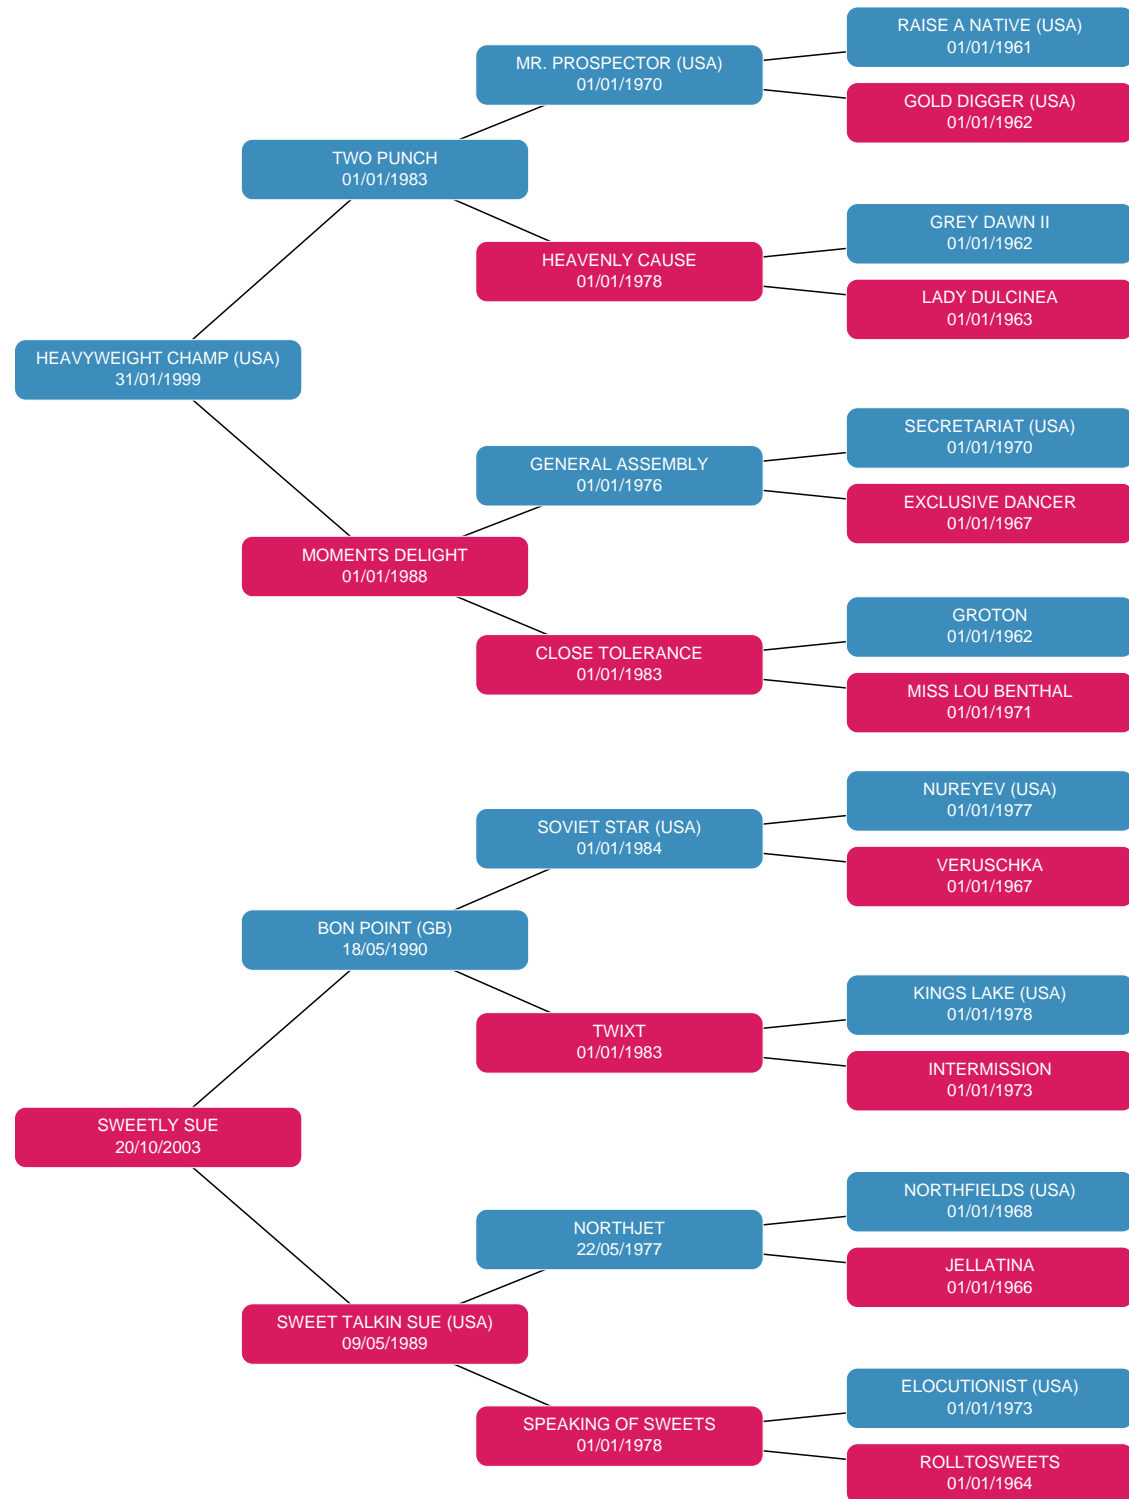 RAISE A NATIVE (USA)
01/01/1961
MR. PROSPECTOR (USA)
01/01/1970
GOLD DIGGER (USA)
01/01/1962
TWO PUNCH
01/01/1983
GREY DAWN II
01/01/1962
HEAVENLY CAUSE
01/01/1978
LADY DULCINEA
01/01/1963
HEAVYWEIGHT CHAMP (USA)
31/01/1999
SECRETARIAT (USA)
01/01/1970
GENERAL ASSEMBLY
01/01/1976
EXCLUSIVE DANCER
01/01/1967
MOMENTS DELIGHT
01/01/1988
GROTON
01/01/1962
CLOSE TOLERANCE
01/01/1983
MISS LOU BENTHAL
01/01/1971
NUREYEV (USA)
01/01/1977
SOVIET STAR (USA)
01/01/1984
VERUSCHKA
01/01/1967
BON POINT (GB)
18/05/1990
KINGS LAKE (USA)
01/01/1978
TWIXT
01/01/1983
INTERMISSION
01/01/1973
SWEETLY SUE
20/10/2003
NORTHFIELDS (USA)
01/01/1968
NORTHJET
22/05/1977
JELLATINA
01/01/1966
SWEET TALKIN SUE (USA)
09/05/1989
ELOCUTIONIST (USA)
01/01/1973
SPEAKING OF SWEETS
01/01/1978
ROLLTOSWEETS
01/01/1964